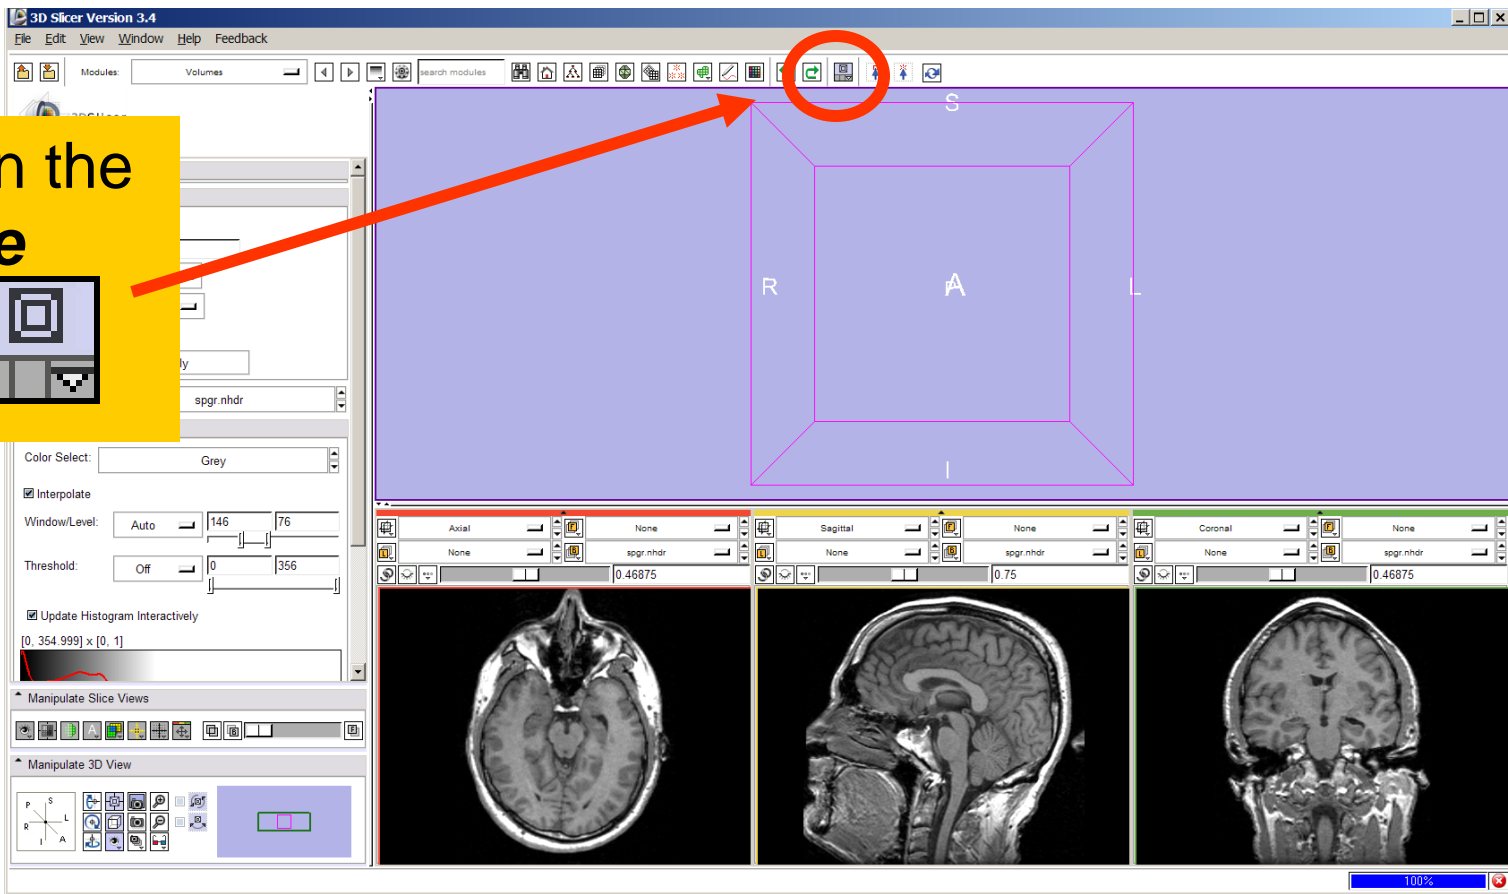 3D Slicer Version 3.4
File Edit View Window Help Feedback
Modules: Volumes search modules
n the
e
ly
spgr.nhdr
Color Select: Grey
Interpolate
Window/Level: Auto 146 76
Threshold: Off 0 356
Update Histogram Interactively
[0, 354.999] x [0, 1]
Manipulate Slice Views
Manipulate 3D View
P S
R L
I A
S
R A P L
I
Axial None
None spgr.nhdr
0.46875
Sagittal None
None spgr.nhdr
0.75
Coronal None
None spgr.nhdr
0.46875
100%